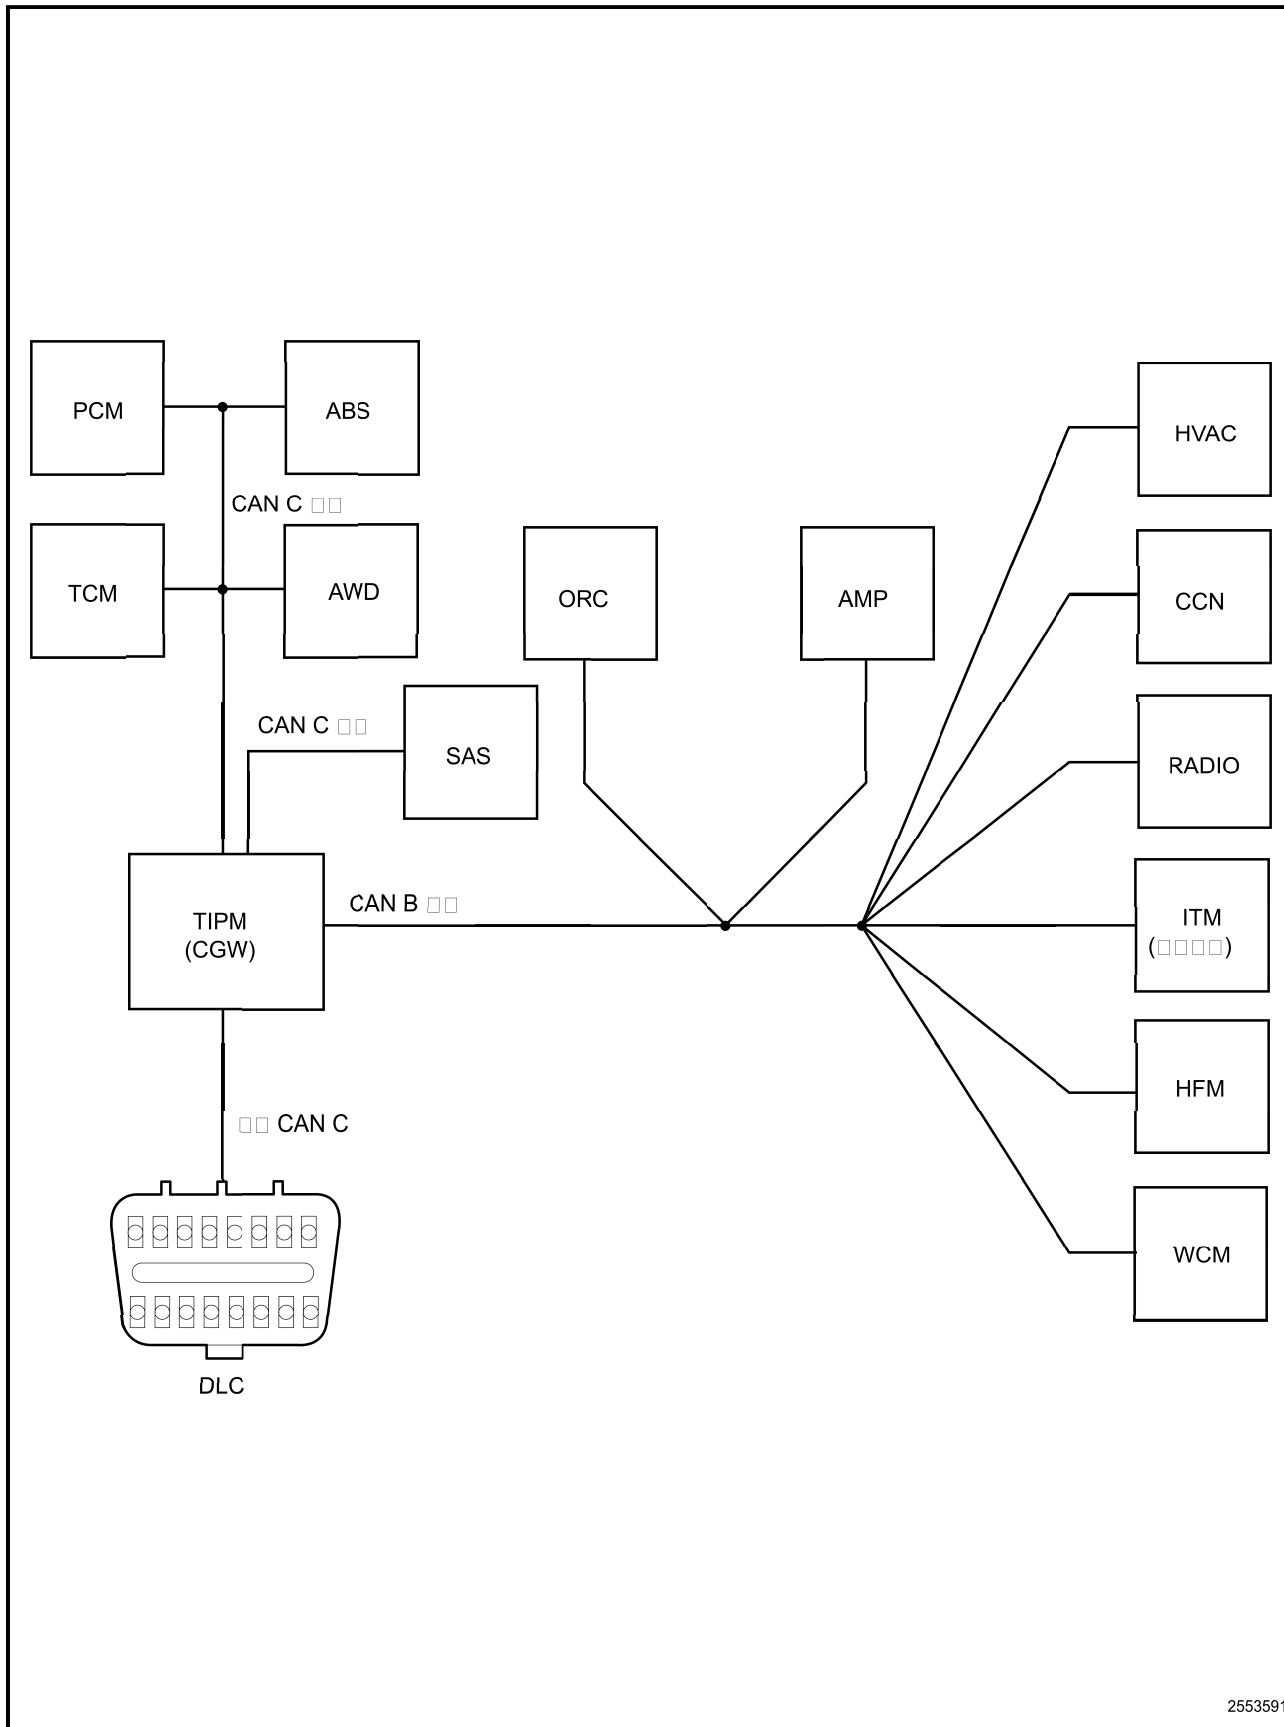 PCM
ABS
HVAC
CAN C □□
TCM
AWD
ORC
AMP
CCN
CAN C □□
SAS
RADIO
CAN B □□
TIPM
(CGW)
ITM
(□□□□)
HFM
□□ CAN C
WCM
DLC
2553591